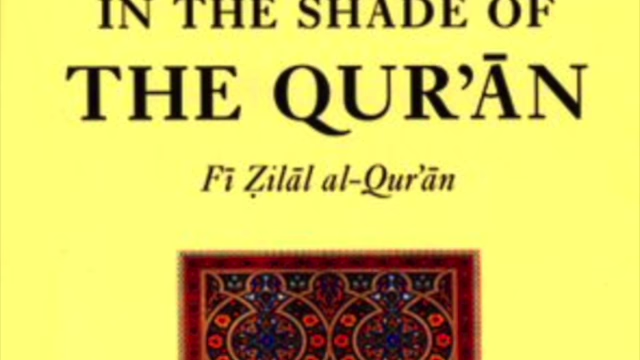 IN THE SHADE OF
THE QUR'ĀN
Fī Ẓilāl al-Qur'ān